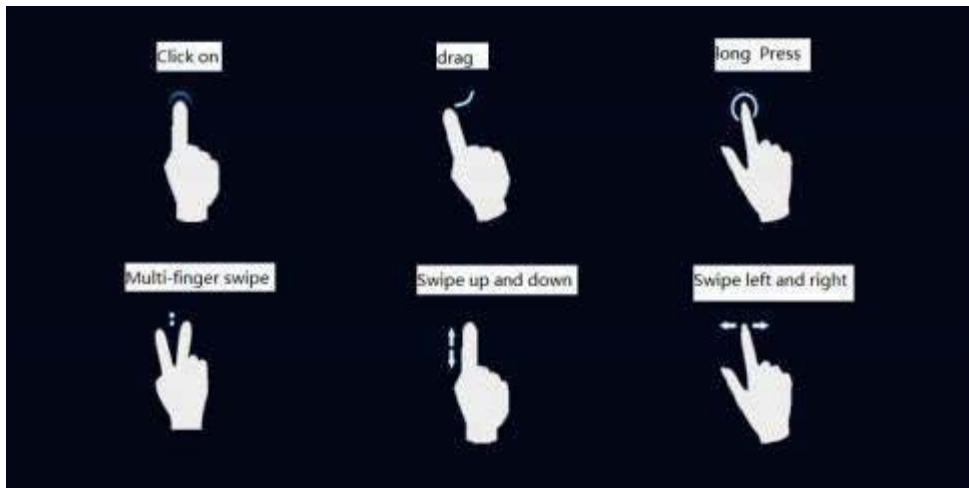 Click on
drag
long Press
Multi-finger swipe
Swipe up and down
Swipe left and right